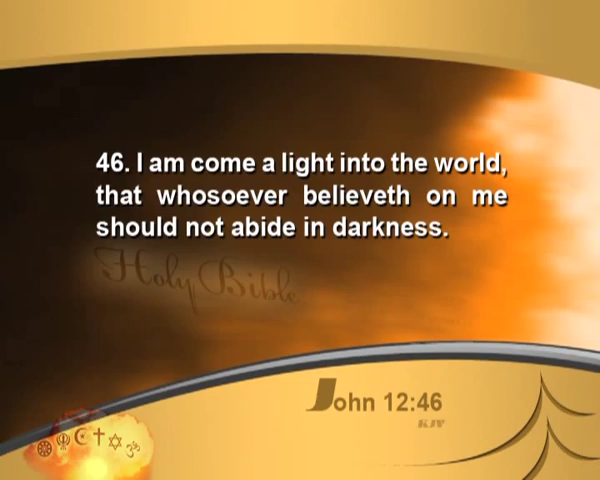 46. I am come a light into the world,
that whosoever believeth on me
should not abide in darkness.
Holy Bible
John 12:46
KJV